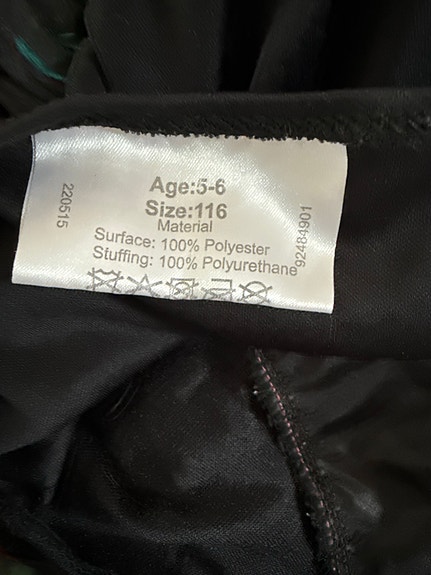 Age:5-6
Size:116
Material
Surface: 100% Polyester
Stuffing: 100% Polyurethane
220515
92484901